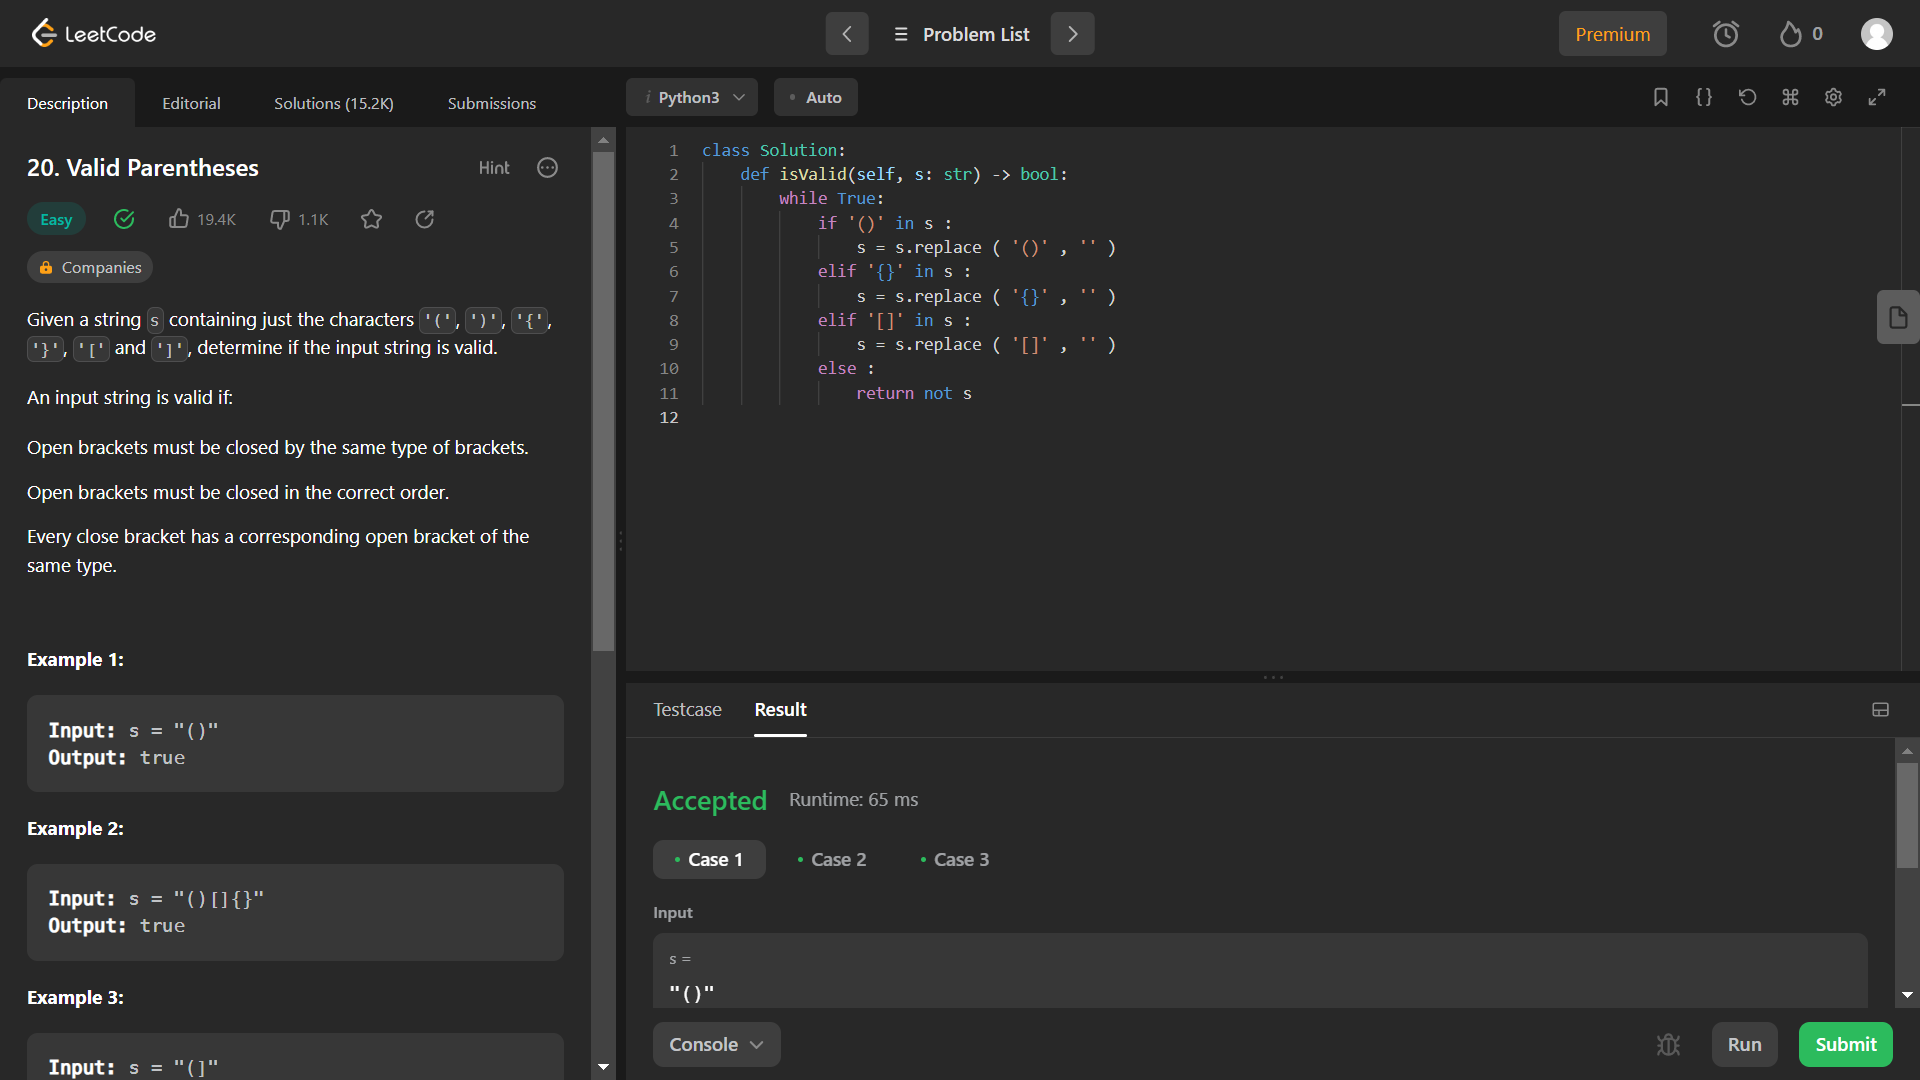 LeetCode
Problem List
Premium
0
Description
Editorial
Solutions (15.2K)
Submissions
20. Valid Parentheses
Hint
Easy
19.4K
1.1K
Companies
Given a string s containing just the characters '(', ')', '{',
'}', '[' and ']', determine if the input string is valid.
An input string is valid if:
Open brackets must be closed by the same type of brackets.
Open brackets must be closed in the correct order.
Every close bracket has a corresponding open bracket of the
same type.
Example 1:
Input: s = "()"
Output: true
Example 2:
Input: s = "()[]{}"
Output: true
Example 3:
Input: s = "(]"
i Python3
Auto
1 class Solution:
2 def isValid(self, s: str) -> bool:
3 while True:
4 if '()' in s :
5 s = s.replace ( '()' , '' )
6 elif '{}' in s :
7 s = s.replace ( '{}' , '' )
8 elif '[]' in s :
9 s = s.replace ( '[]' , '' )
10 else :
11 return not s
12
Testcase
Result
Accepted
Runtime: 65 ms
Case 1
Case 2
Case 3
Input
s =
"()"
Console
Run
Submit